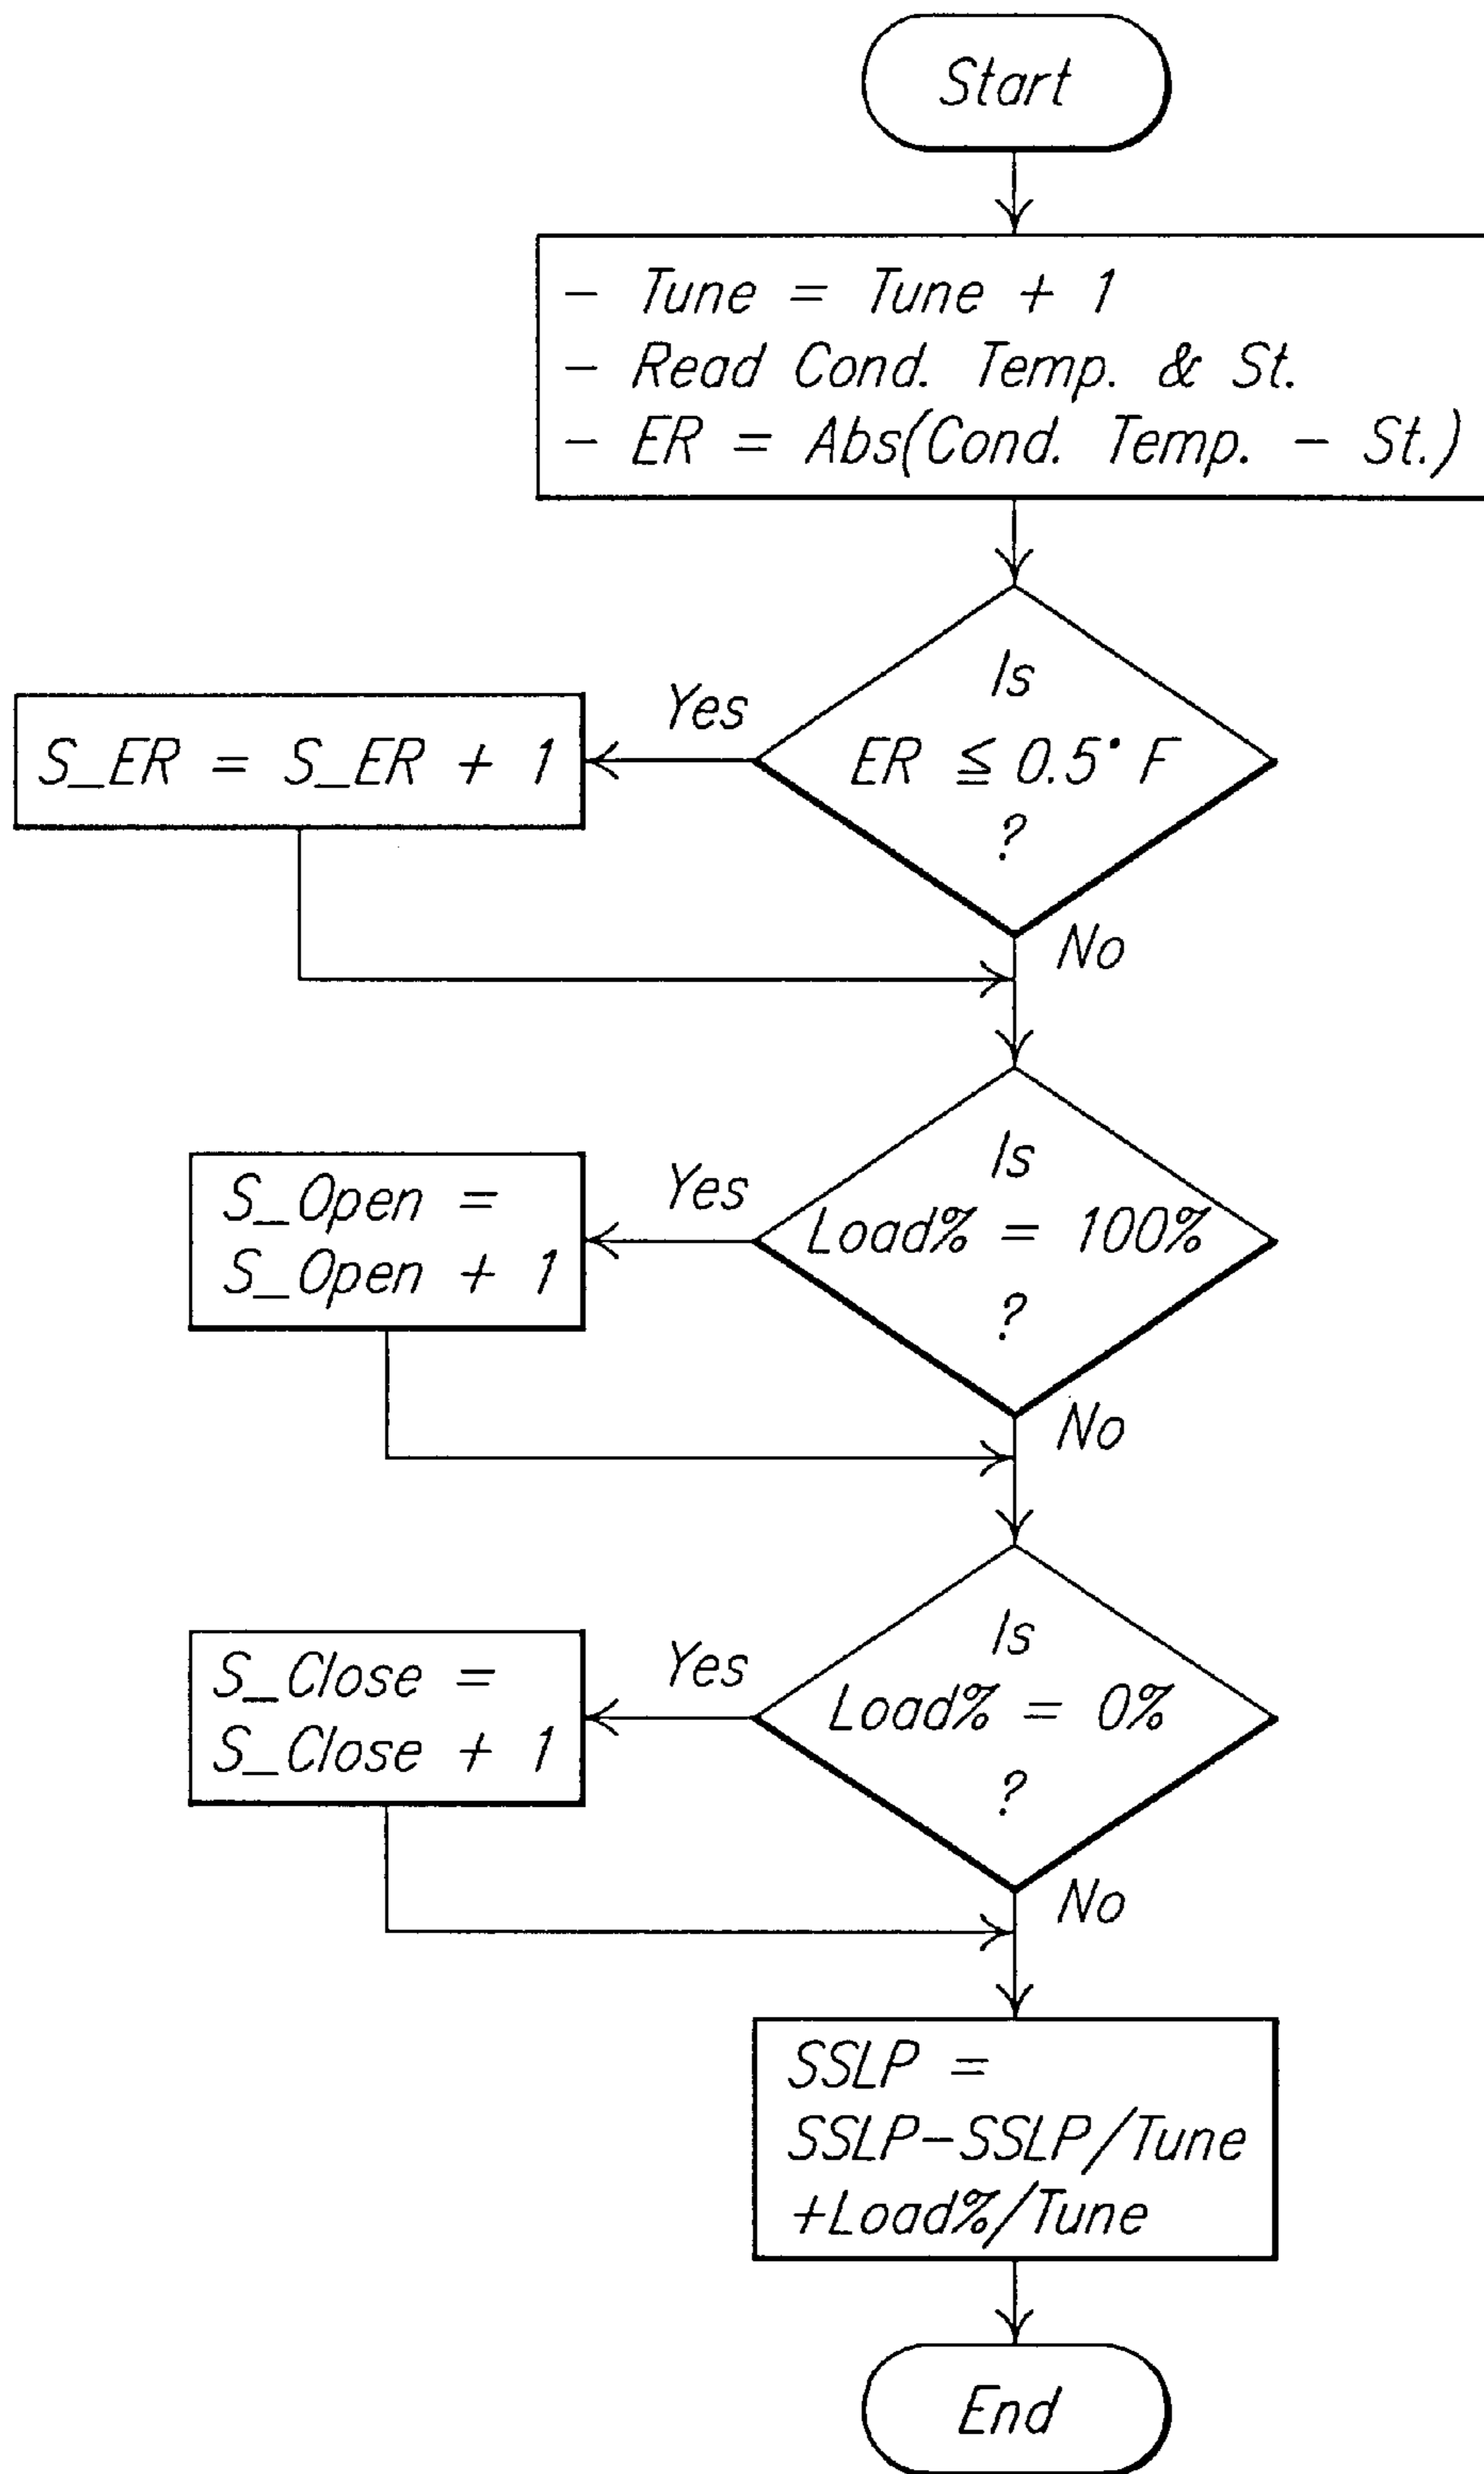 Start
- Tune = Tune + 1
- Read Cond. Temp. & St.
- ER = Abs(Cond. Temp. - St.)
Is
ER ≦ 0.5° F
?
Yes
S_ER = S_ER + 1
No
Is
Load% = 100%
?
Yes
S_Open =
S_Open + 1
No
Is
Load% = 0%
?
Yes
S_Close =
S_Close + 1
No
SSLP =
SSLP-SSLP/Tune
+Load%/Tune
End